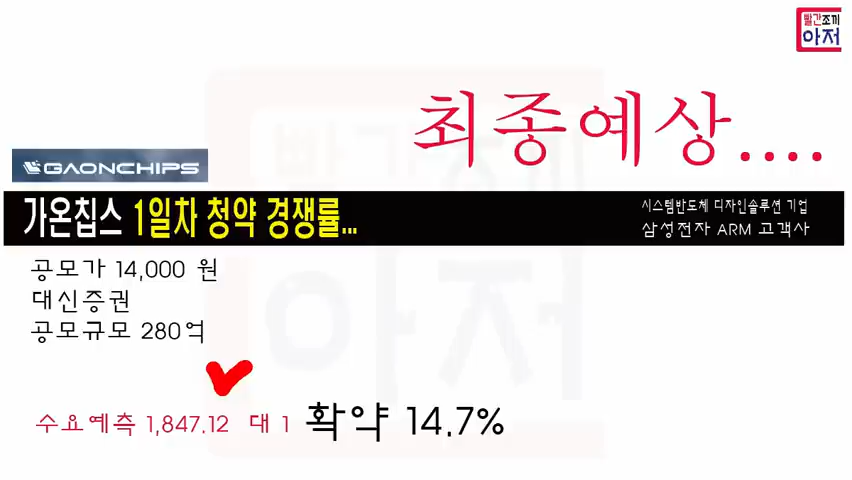 빨간조끼
아저
최종예상....
GAONCHIPS
가온칩스 1일차 청약 경쟁률...
시스템반도체 디자인솔루션 기업
삼성전자 ARM 고객사
공모가 14,000 원
대신증권
공모규모 280억
수요예측 1,847.12 대 1 확약 14.7%